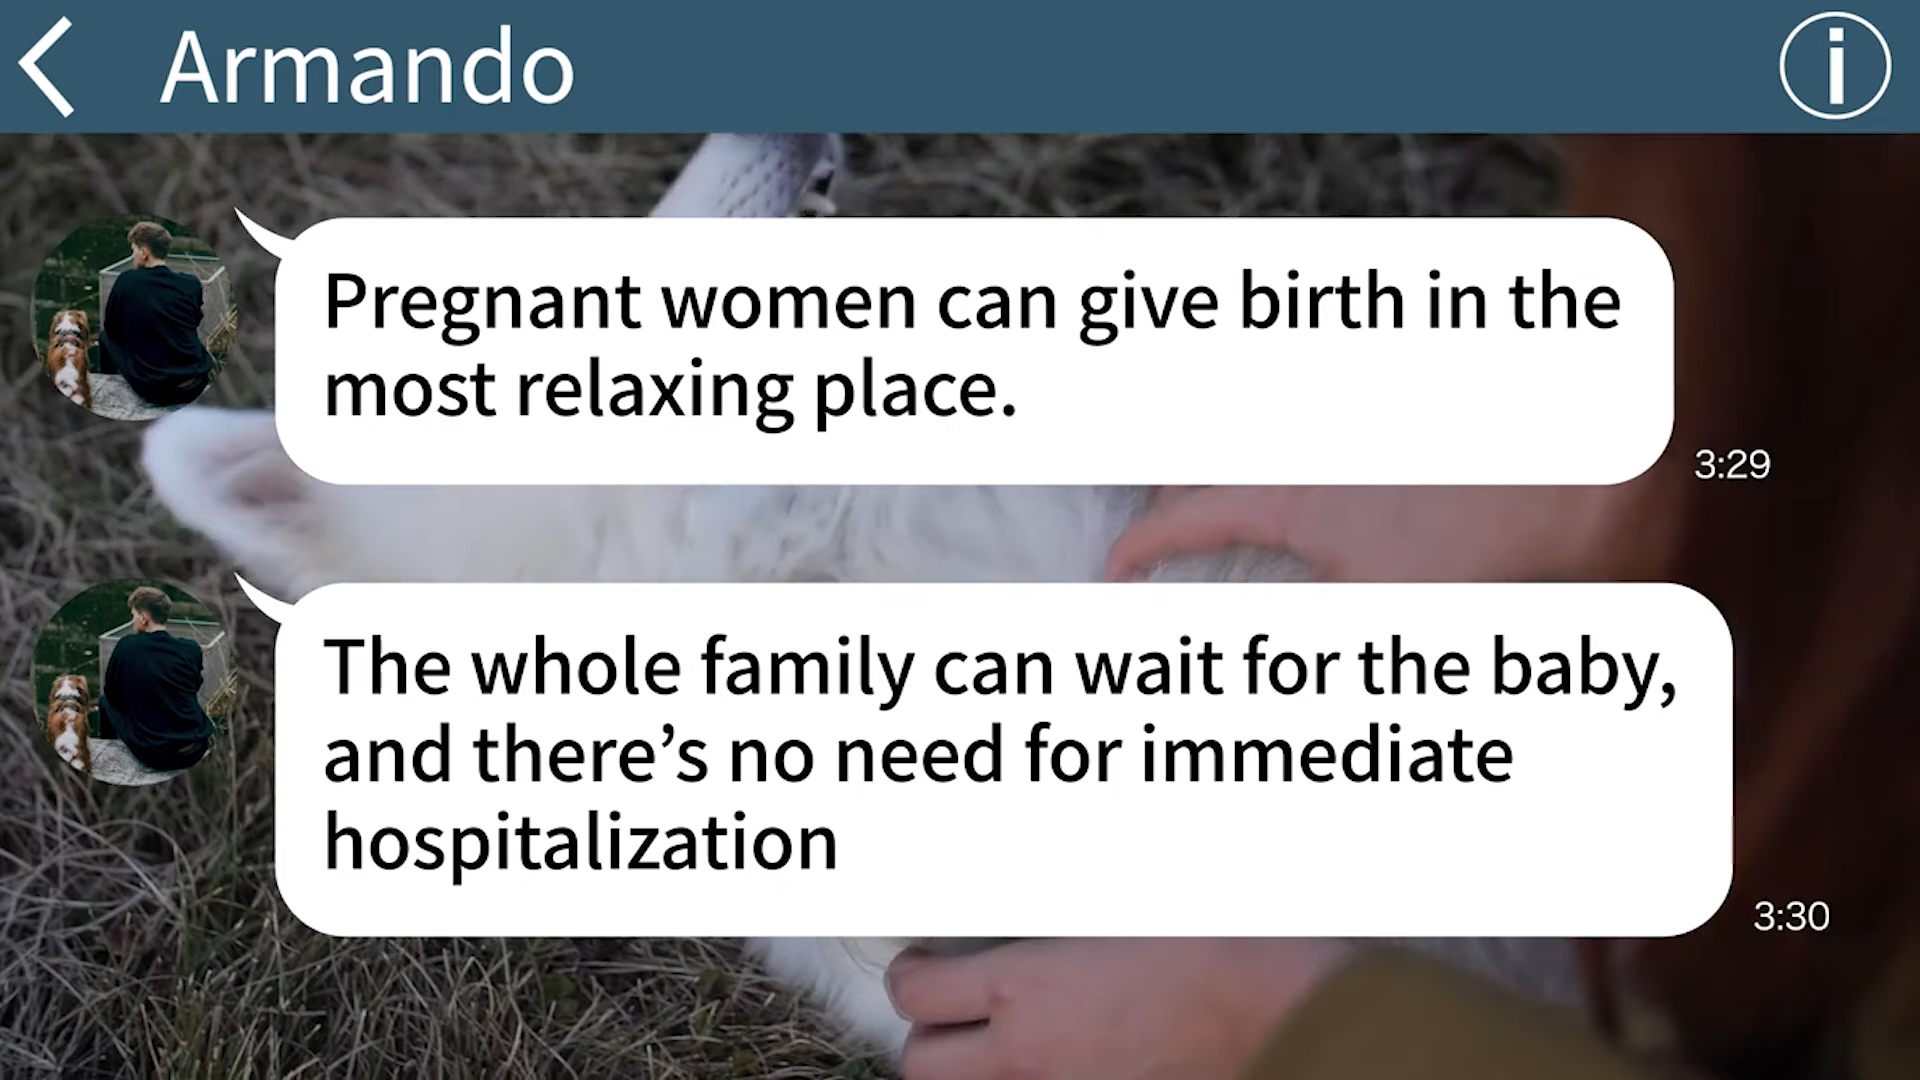 Armando
Pregnant women can give birth in the
most relaxing place.
3:29
The whole family can wait for the baby,
and there’s no need for immediate
hospitalization
3:30